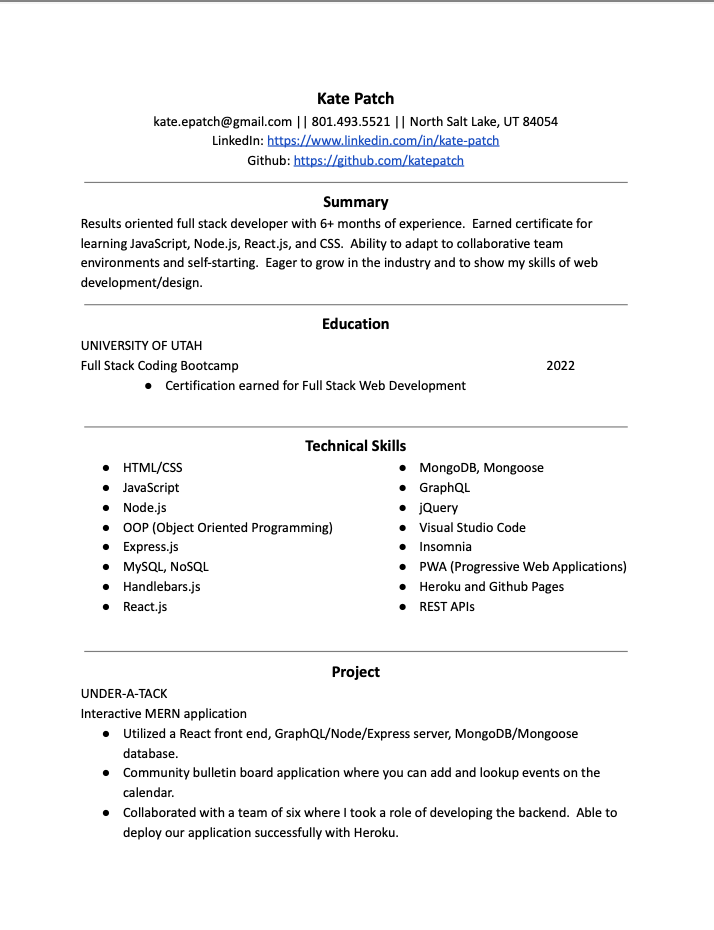 Kate Patch
kate.epatch@gmail.com || 801.493.5521 || North Salt Lake, UT 84054
LinkedIn: https://www.linkedin.com/in/kate-patch
Github: https://github.com/katepatch
Summary
Results oriented full stack developer with 6+ months of experience.  Earned certificate for
learning JavaScript, Node.js, React.js, and CSS.  Ability to adapt to collaborative team
environments and self-starting.  Eager to grow in the industry and to show my skills of web
development/design.
Education
UNIVERSITY OF UTAH
Full Stack Coding Bootcamp 2022
● Certification earned for Full Stack Web Development
Technical Skills
● HTML/CSS
● JavaScript
● Node.js
● OOP (Object Oriented Programming)
● Express.js
● MySQL, NoSQL
● Handlebars.js
● React.js
● MongoDB, Mongoose
● GraphQL
● jQuery
● Visual Studio Code
● Insomnia
● PWA (Progressive Web Applications)
● Heroku and Github Pages
● REST APIs
Project
UNDER-A-TACK
Interactive MERN application
● Utilized a React front end, GraphQL/Node/Express server, MongoDB/Mongoose
database.
● Community bulletin board application where you can add and lookup events on the
calendar.
● Collaborated with a team of six where I took a role of developing the backend.  Able to
deploy our application successfully with Heroku.